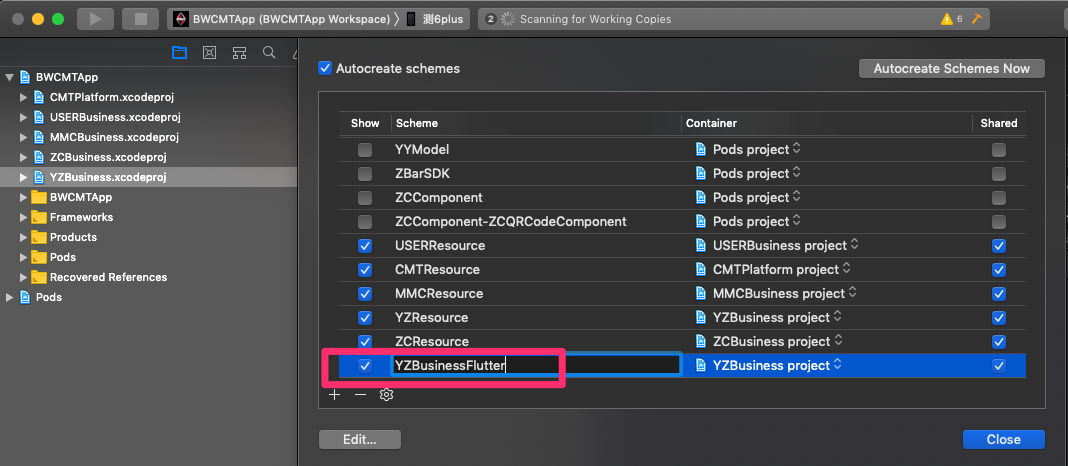 BWCMTApp (BWCMTApp Workspace) 〉 测6plus
2 Scanning for Working Copies
6
BWCMTApp
CMTPlatform.xcodeproj
USERBusiness.xcodeproj
MMCBusiness.xcodeproj
ZCBusiness.xcodeproj
YZBusiness.xcodeproj
BWCMTApp
Frameworks
Products
Pods
Recovered References
Pods
Autocreate schemes
Autocreate Schemes Now
Show Scheme Container Shared
YYModel Pods project
ZBarSDK Pods project
ZCComponent Pods project
ZCComponent-ZCQRCodeComponent Pods project
USERResource USERBusiness project
CMTResource CMTPlatform project
MMCResource MMCBusiness project
YZResource YZBusiness project
ZCResource ZCBusiness project
YZBusinessFlutter YZBusiness project
Edit...
Close